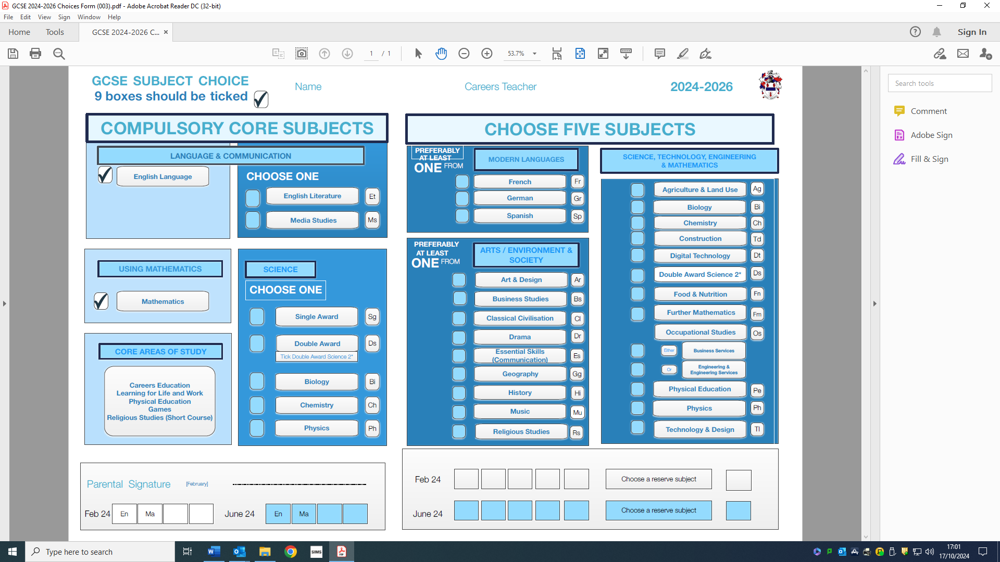 GCSE 2024-2026 Choices Form (003).pdf - Adobe Acrobat Reader DC (32-bit)
File Edit View Sign Window Help
Home Tools GCSE 2024-2026 C... × Sign In
1 / 1 53.7%
GCSE SUBJECT CHOICE
9 boxes should be ticked
Name
Careers Teacher
2024-2026
COMPULSORY CORE SUBJECTS
LANGUAGE & COMMUNICATION
English Language
CHOOSE ONE
English Literature Et
Media Studies Ms
USING MATHEMATICS
Mathematics
CORE AREAS OF STUDY
Careers Education
Learning for Life and Work
Physical Education
Games
Religious Studies (Short Course)
SCIENCE
CHOOSE ONE
Single Award Sg
Double Award Ds
Tick Double Award Science 2*
Biology Bi
Chemistry Ch
Physics Ph
CHOOSE FIVE SUBJECTS
PREFERABLY
AT LEAST
ONE FROM
MODERN LANGUAGES
French Fr
German Gr
Spanish Sp
PREFERABLY
AT LEAST
ONE FROM
ARTS / ENVIRONMENT &
SOCIETY
Art & Design Ar
Business Studies Bs
Classical Civilisation Cl
Drama Dr
Essential Skills
(Communication) Es
Geography Gg
History Hi
Music Mu
Religious Studies Rs
SCIENCE, TECHNOLOGY, ENGINEERING
& MATHEMATICS
Agriculture & Land Use Ag
Biology Bi
Chemistry Ch
Construction Td
Digital Technology Dt
Double Award Science 2* Ds
Food & Nutrition Fn
Further Mathematics Fm
Occupational Studies Os
Either Business Services
Or Engineering &
Engineering Services
Physical Education Pe
Physics Ph
Technology & Design Tl
Parental Signature [February]
Feb 24 En Ma June 24 En Ma
Feb 24 Choose a reserve subject
June 24 Choose a reserve subject
Search tools
Comment
Adobe Sign
Fill & Sign
Type here to search
SIMS
17:01
17/10/2024